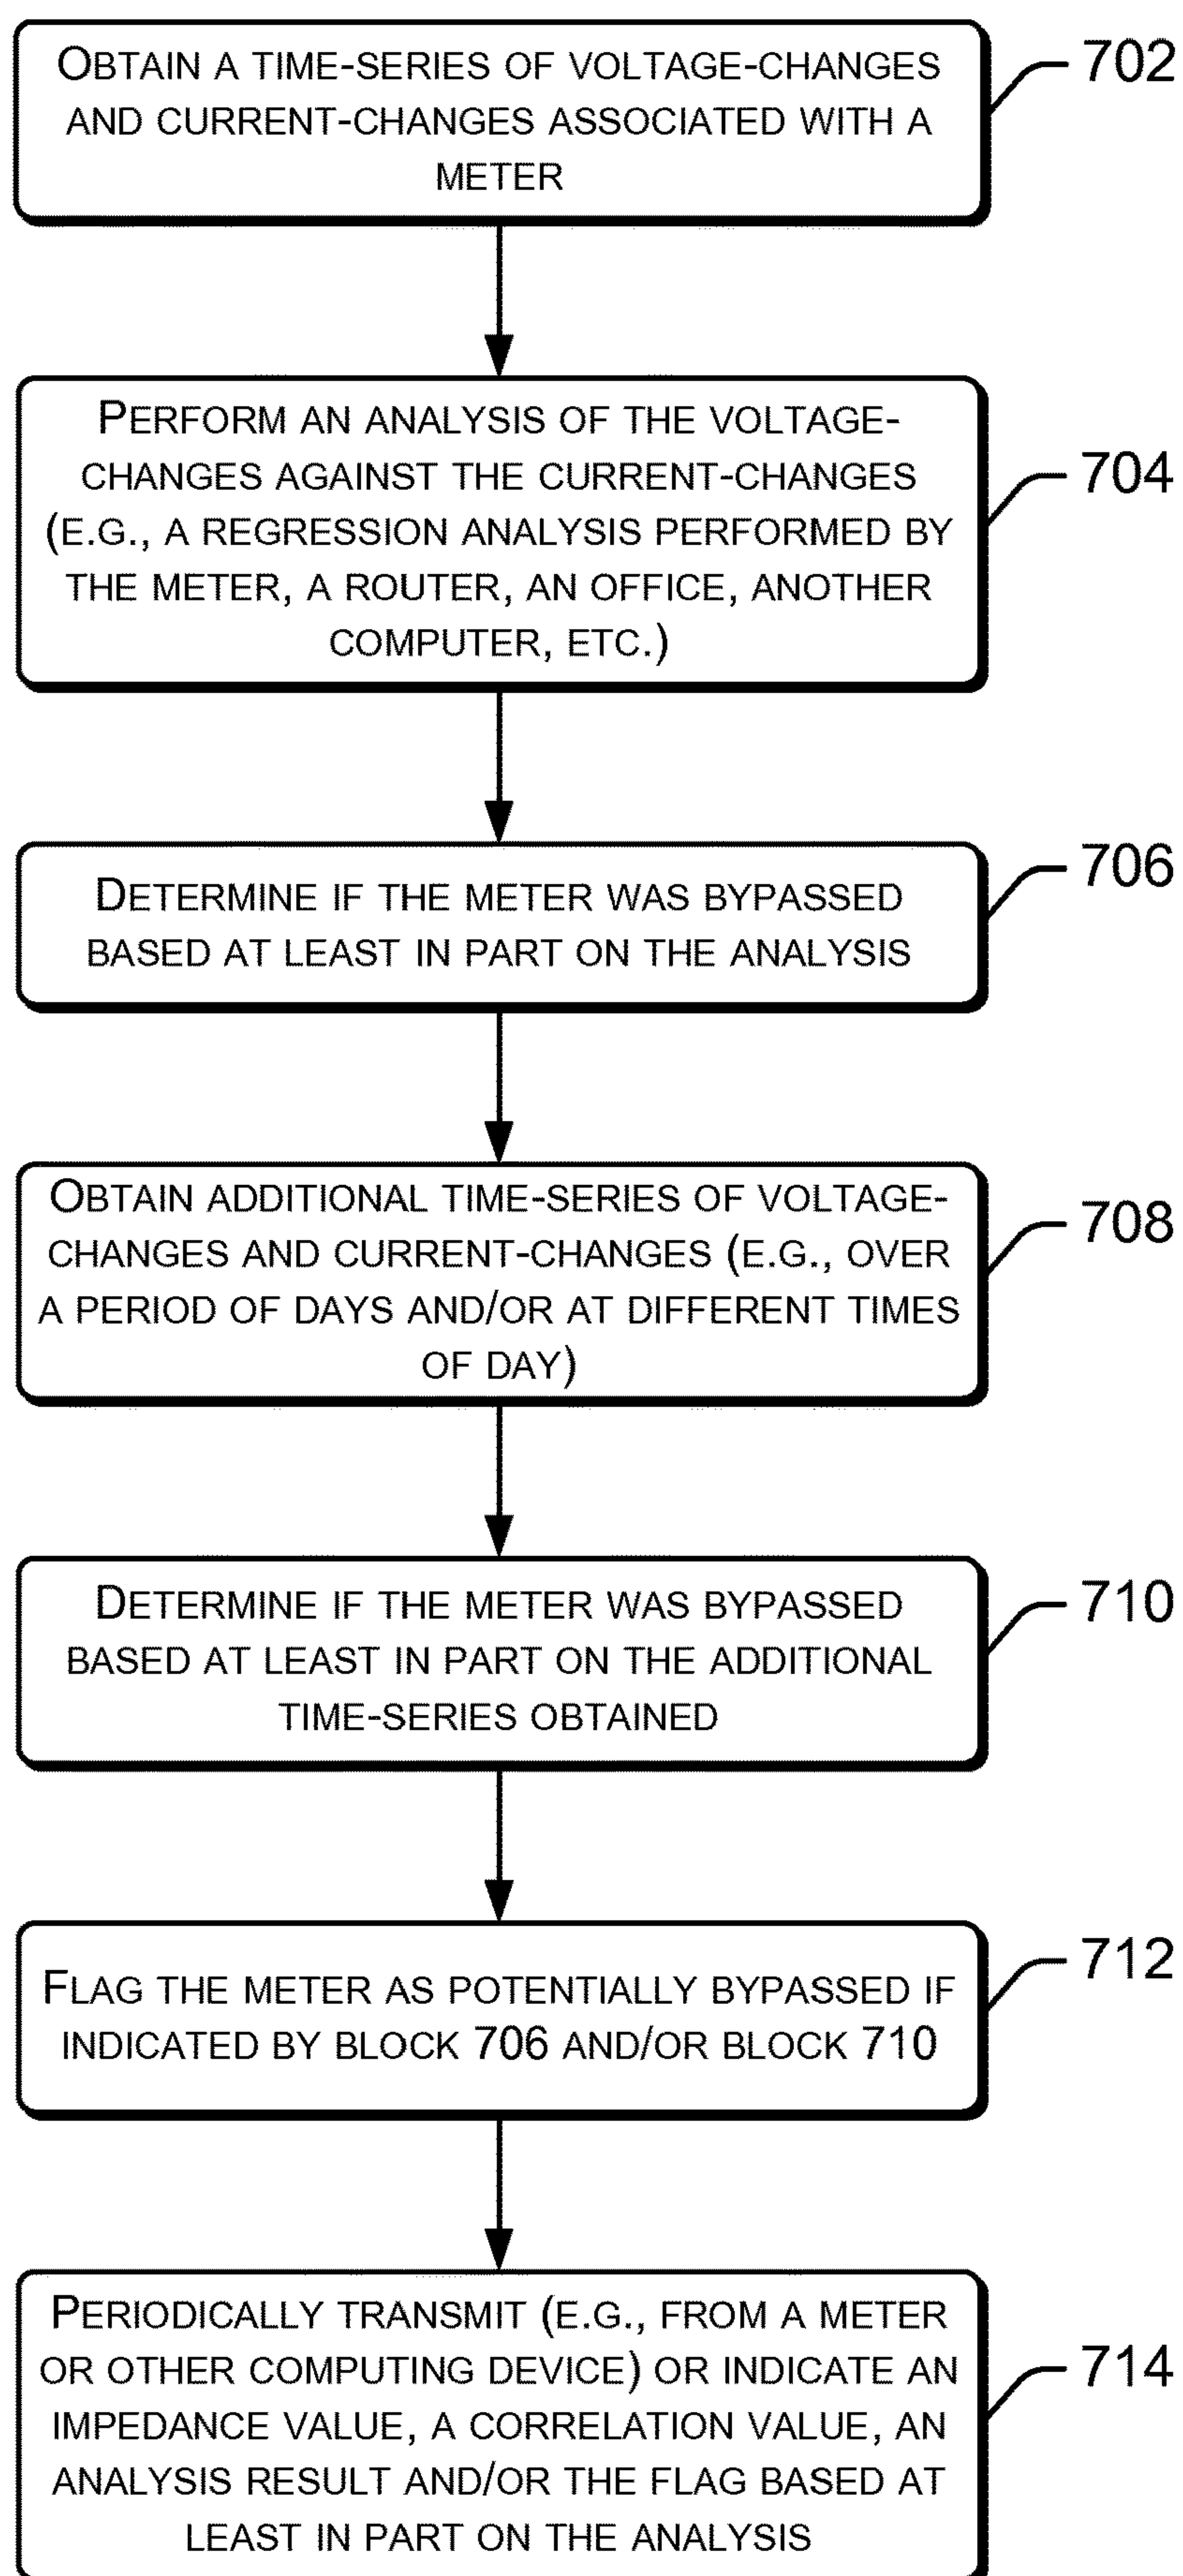 OBTAIN A TIME-SERIES OF VOLTAGE-CHANGES
AND CURRENT-CHANGES ASSOCIATED WITH A
METER
702
PERFORM AN ANALYSIS OF THE VOLTAGE-
CHANGES AGAINST THE CURRENT-CHANGES
(E.G., A REGRESSION ANALYSIS PERFORMED BY
THE METER, A ROUTER, AN OFFICE, ANOTHER
COMPUTER, ETC.)
704
DETERMINE IF THE METER WAS BYPASSED
BASED AT LEAST IN PART ON THE ANALYSIS
706
OBTAIN ADDITIONAL TIME-SERIES OF VOLTAGE-
CHANGES AND CURRENT-CHANGES (E.G., OVER
A PERIOD OF DAYS AND/OR AT DIFFERENT TIMES
OF DAY)
708
DETERMINE IF THE METER WAS BYPASSED
BASED AT LEAST IN PART ON THE ADDITIONAL
TIME-SERIES OBTAINED
710
FLAG THE METER AS POTENTIALLY BYPASSED IF
INDICATED BY BLOCK 706 AND/OR BLOCK 710
712
PERIODICALLY TRANSMIT (E.G., FROM A METER
OR OTHER COMPUTING DEVICE) OR INDICATE AN
IMPEDANCE VALUE, A CORRELATION VALUE, AN
ANALYSIS RESULT AND/OR THE FLAG BASED AT
LEAST IN PART ON THE ANALYSIS
714